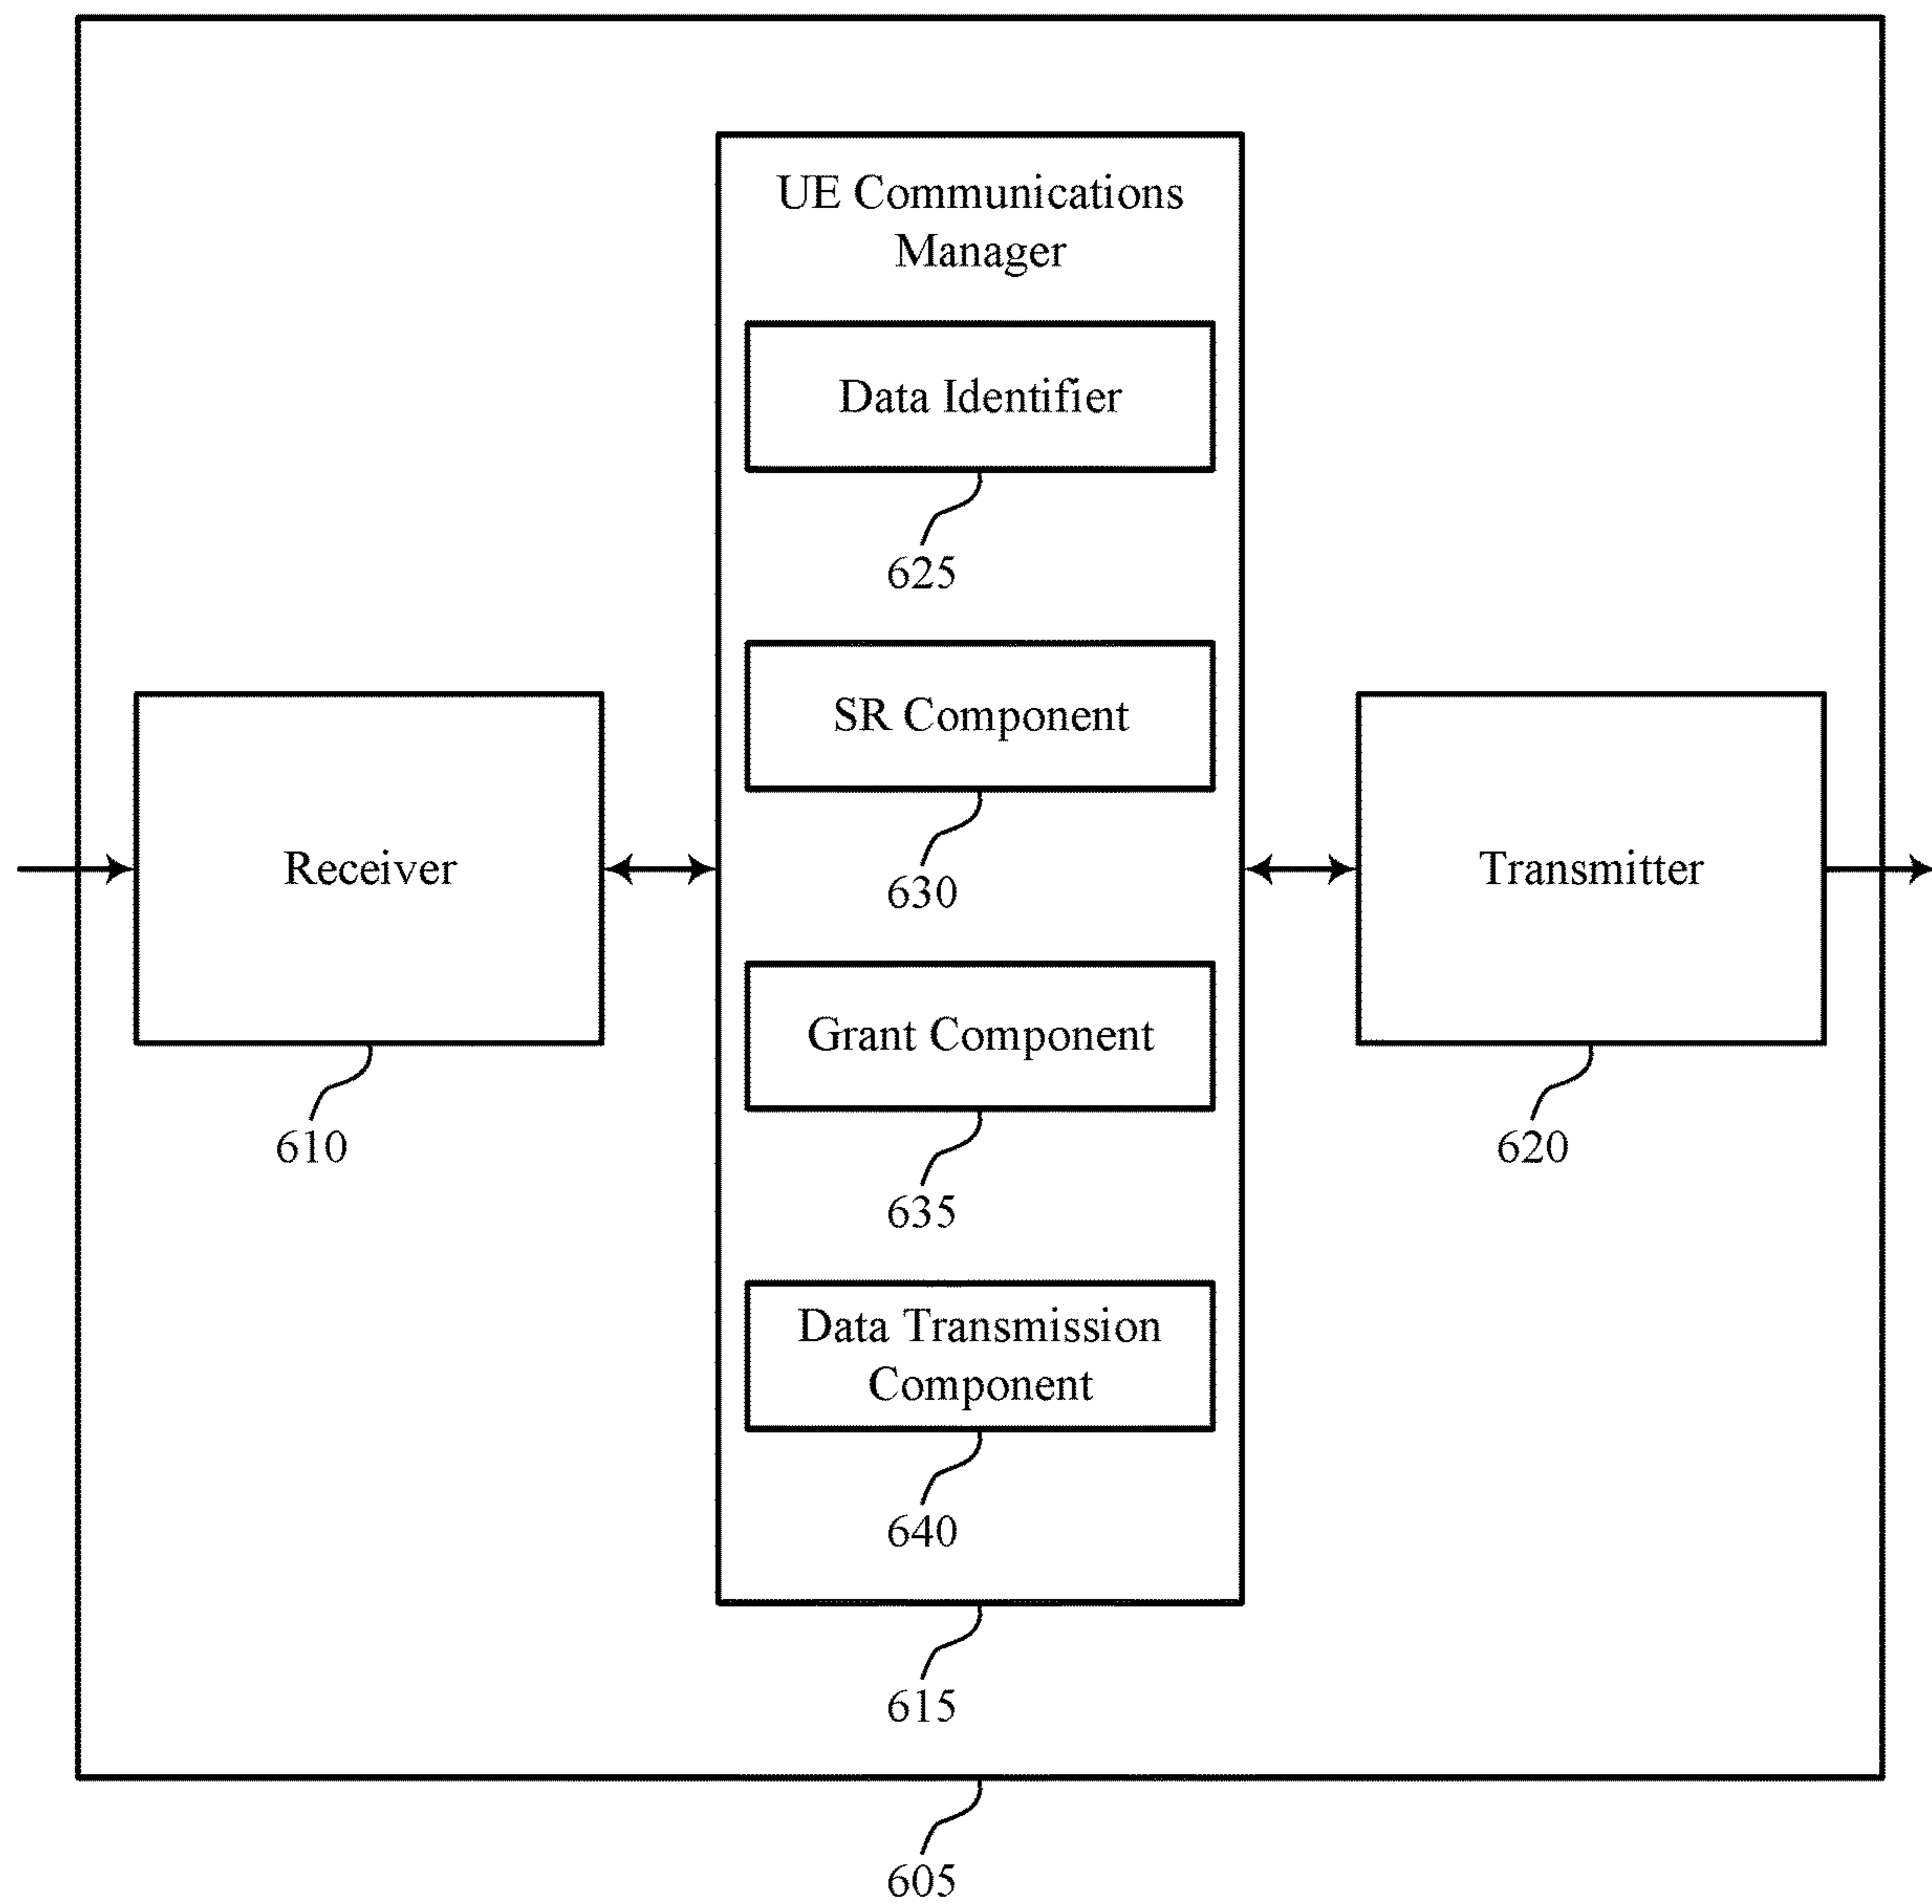 UE Communications
Manager
Data Identifier
625
SR Component
630
Receiver
610
Transmitter
620
Grant Component
635
Data Transmission
Component
640
615
605